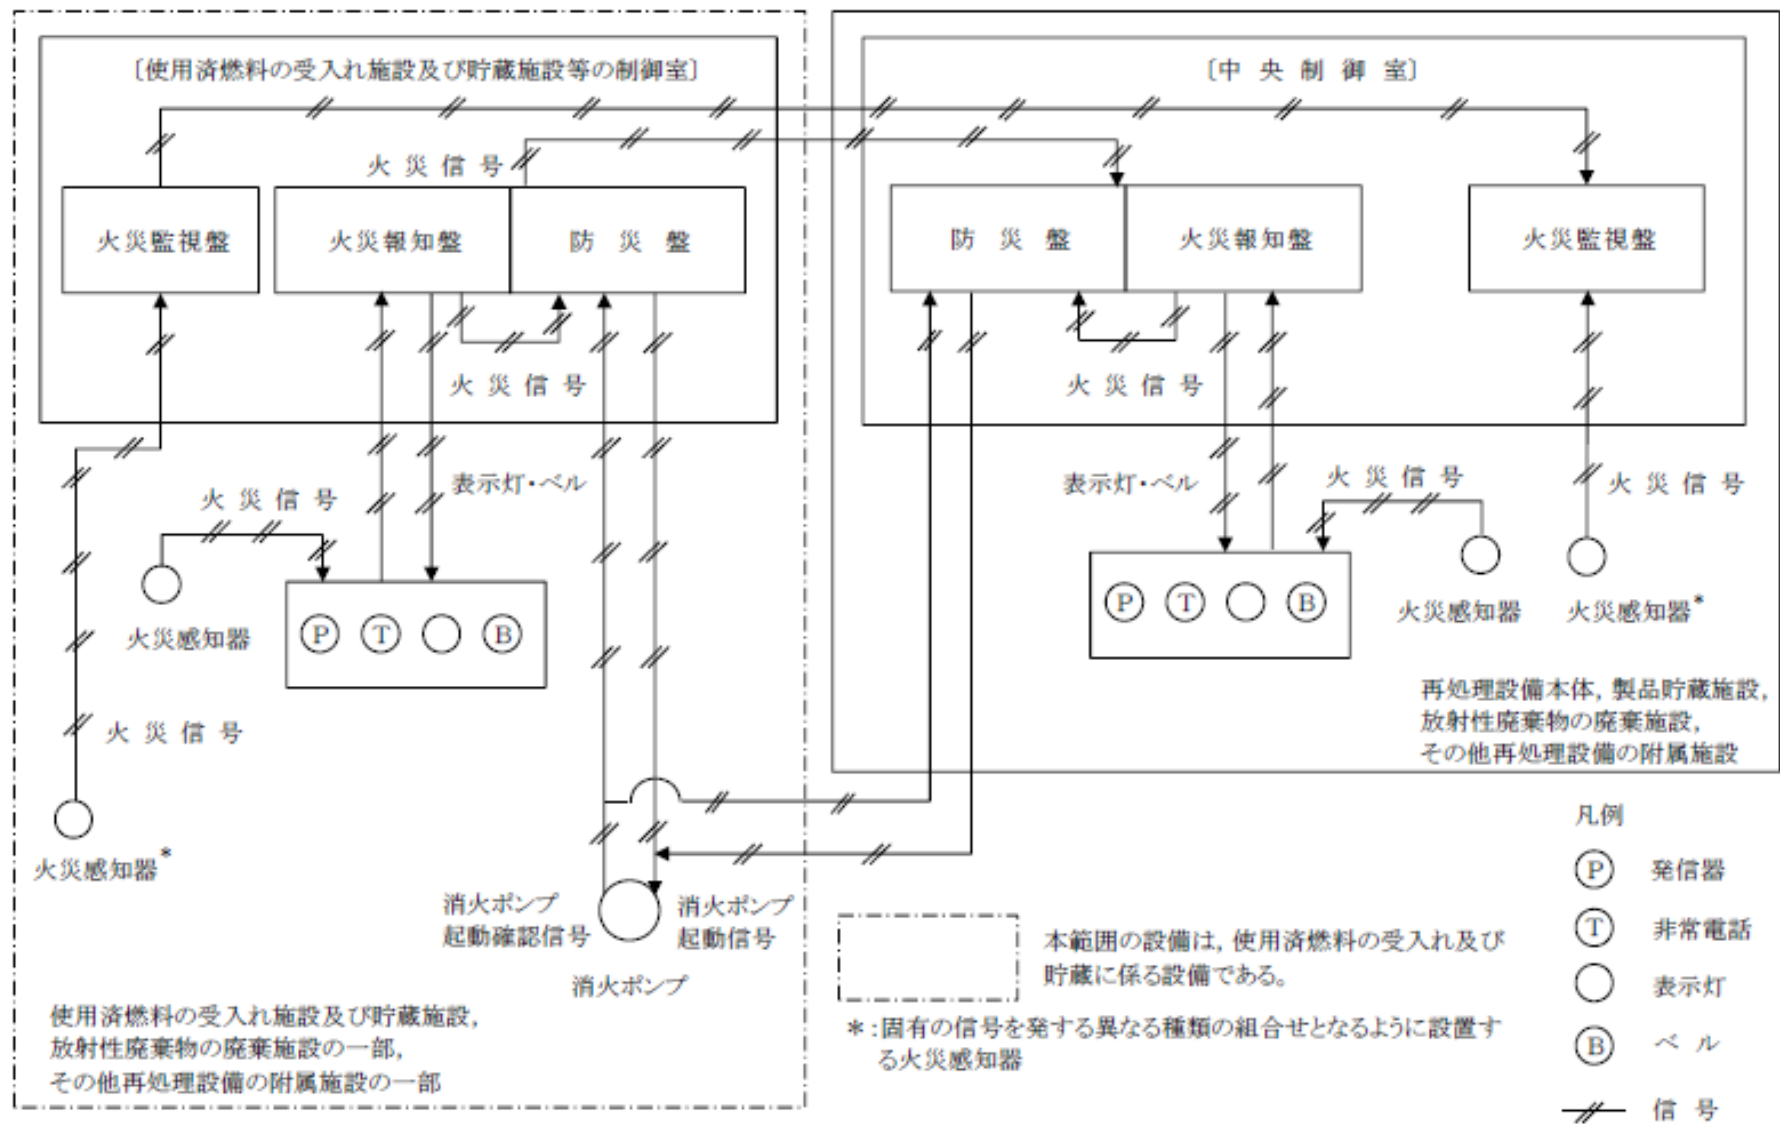 〔使用済燃料の受入れ施設及び貯蔵施設等の制御室〕
〔中 央 制 御 室〕
火 災 信 号
火災監視盤
火災報知盤
防 災 盤
防 災 盤
火災報知盤
火災監視盤
火 災 信 号
火 災 信 号
表示灯・ベル
火 災 信 号
表示灯・ベル
火 災 信 号
火 災 信 号
火災感知器
P T B
P T B
火災感知器
火災感知器*
火 災 信 号
再処理設備本体,製品貯蔵施設,
放射性廃棄物の廃棄施設,
その他再処理設備の附属施設
火災感知器*
消火ポンプ
起動確認信号
消火ポンプ
起動信号
消火ポンプ
使用済燃料の受入れ施設及び貯蔵施設,
放射性廃棄物の廃棄施設の一部,
その他再処理設備の附属施設の一部
本範囲の設備は,使用済燃料の受入れ及び
貯蔵に係る設備である。
*:固有の信号を発する異なる種類の組合せとなるように設置す
る火災感知器
凡例
P 発信器
T 非常電話
表示灯
B ベ ル
信 号